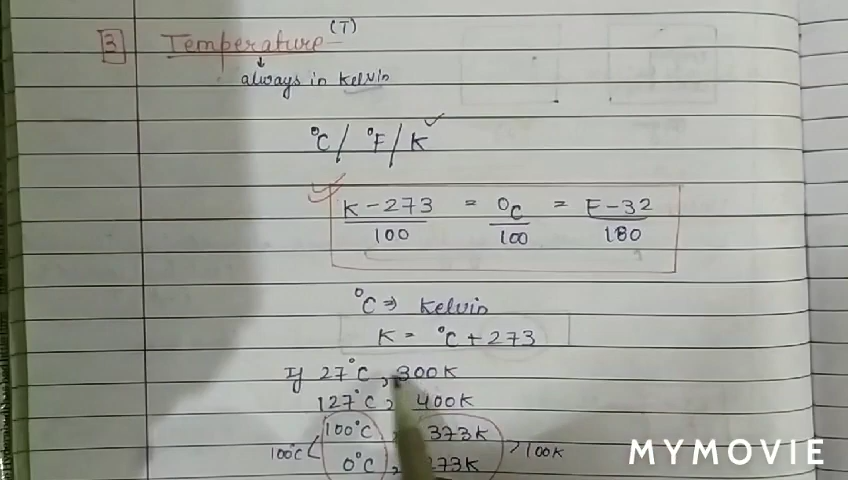 3 Temperature - (T)
↓
always in Kelvin
°C / °F / K ✓
K-273 / 100 = °C / 100 = F-32 / 180
°C ⇒ Kelvin
K = °C + 273
If 27°C, 300K
127°C, 400K
100°C, 373K
100°C < > 100K
0°C, 273K
MYMOVIE